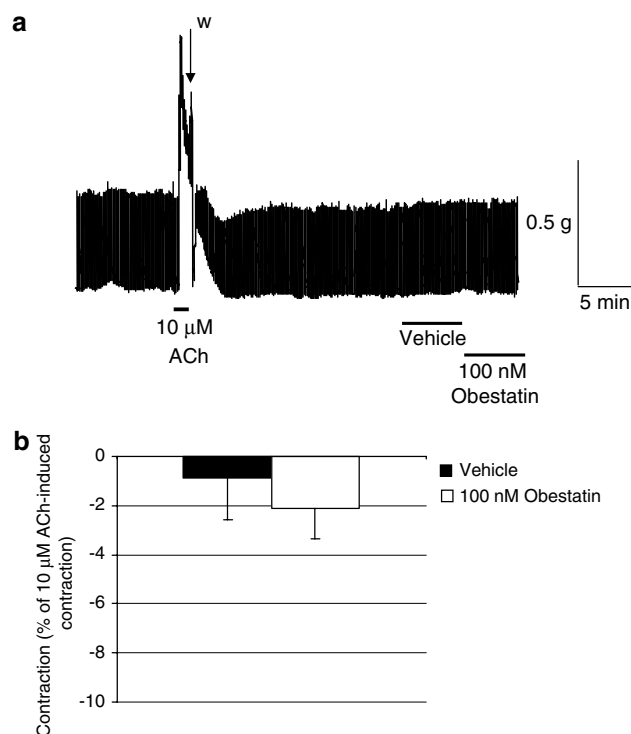 a
w
0.5 g
5 min
10 μM
ACh
Vehicle
100 nM
Obestatin
b
Contraction (% of 10 μM ACh-induced
contraction)
0
-2
-4
-6
-8
-10
Vehicle
100 nM Obestatin